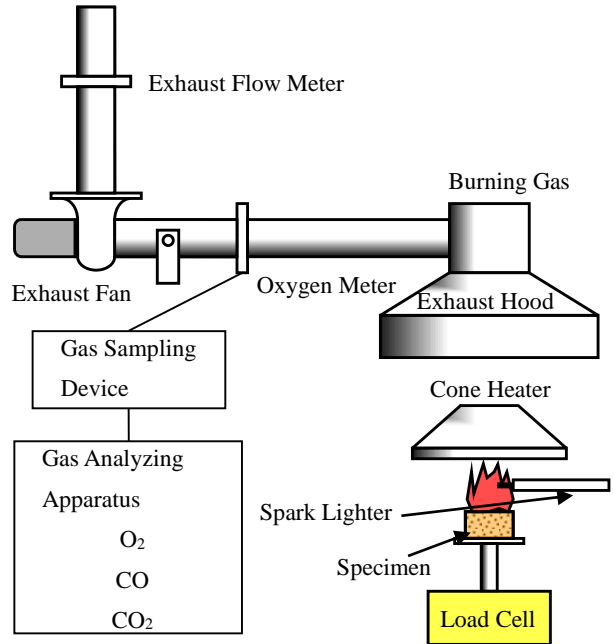 Exhaust Flow Meter
Burning Gas
Exhaust Fan
Oxygen Meter
Exhaust Hood
Gas Sampling
Device
Cone Heater
Gas Analyzing
Apparatus
O₂
CO
CO₂
Spark Lighter
Specimen
Load Cell